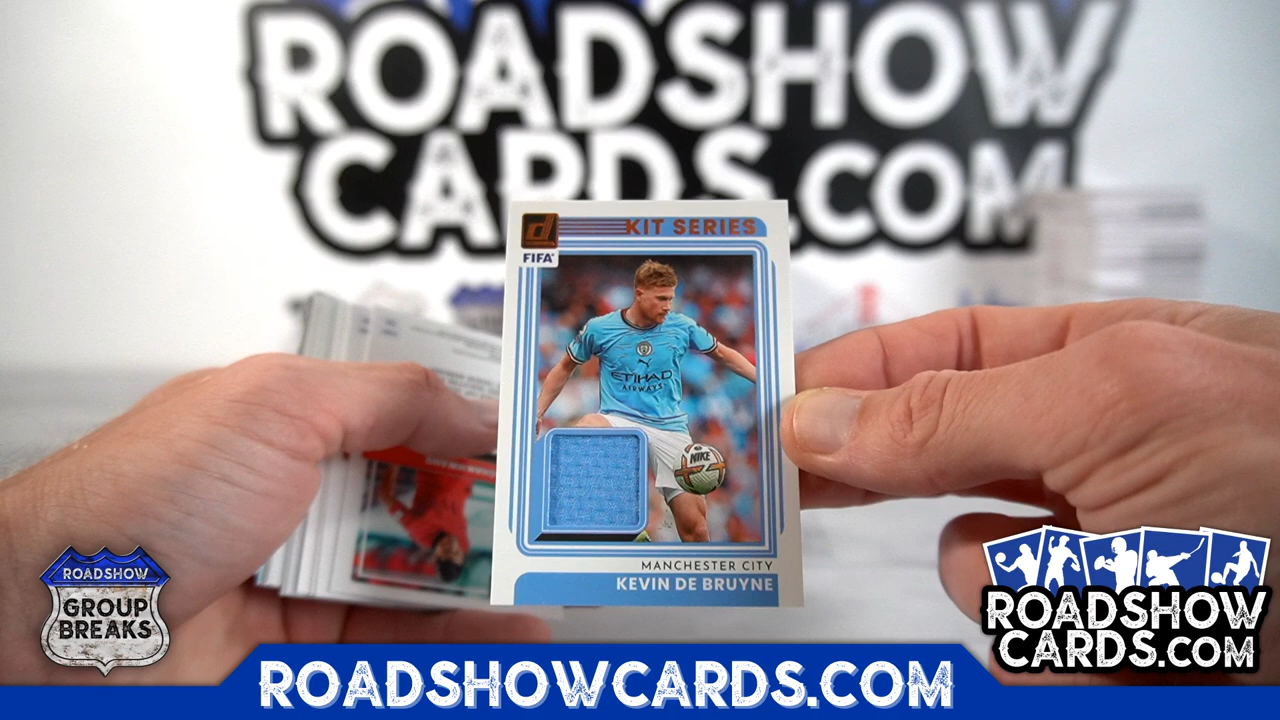 ROADSHOW
CARDS.COM
KIT SERIES
FIFA
ETIHAD
AIRWAYS
NIKE
MANCHESTER CITY
KEVIN DE BRUYNE
ROADSHOW
GROUP
BREAKS
ROADSHOW
CARDS.COM
ROADSHOWCARDS.COM